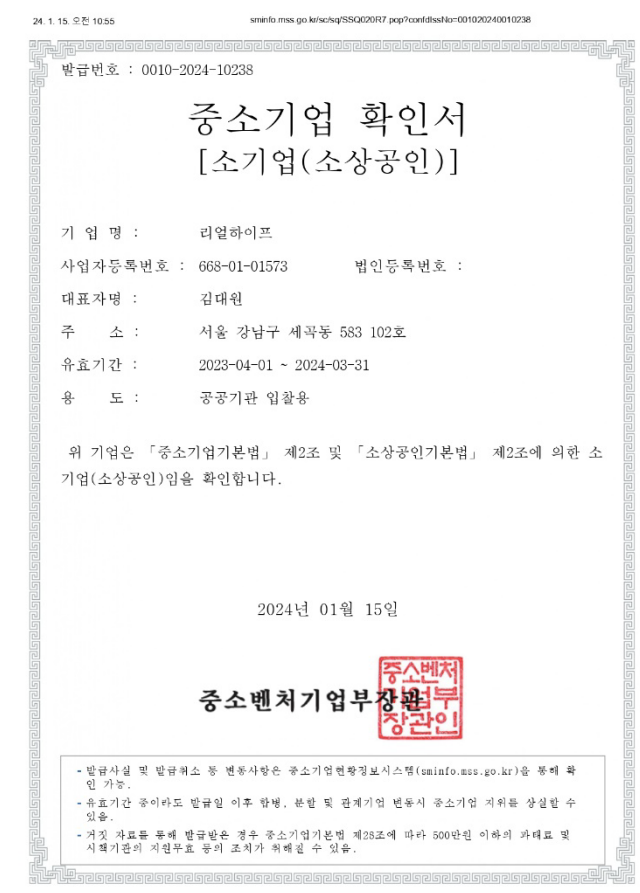 24. 1. 15. 오전 10:55 sminfo.mss.go.kr/sc/sq/SSQ020R7.pop?confdIssNo=001020240010238
발급번호 : 0010-2024-10238
중소기업 확인서
[소기업(소상공인)]
기 업 명 : 리얼하이프
사업자등록번호 : 668-01-01573 법인등록번호 :
대표자명 : 김대원
주 소 : 서울 강남구 세곡동 583 102호
유효기간 : 2023-04-01 ~ 2024-03-31
용 도 : 공공기관 입찰용
위 기업은 「중소기업기본법」 제2조 및 「소상공인기본법」 제2조에 의한 소
기업(소상공인)임을 확인합니다.
2024년 01월 15일
중소벤처기업부장관
중소벤처
기업부
장관인
- 발급사실 및 발급취소 등 변동사항은 중소기업현황정보시스템(sminfo.mss.go.kr)을 통해 확
인 가능.
- 유효기간 중이라도 발급일 이후 합병, 분할 및 관계기업 변동시 중소기업 지위를 상실할 수
있음.
- 거짓 자료를 통해 발급받은 경우 중소기업기본법 제28조에 따라 500만원 이하의 과태료 및
시책기관의 지원무효 등의 조치가 취해질 수 있음.